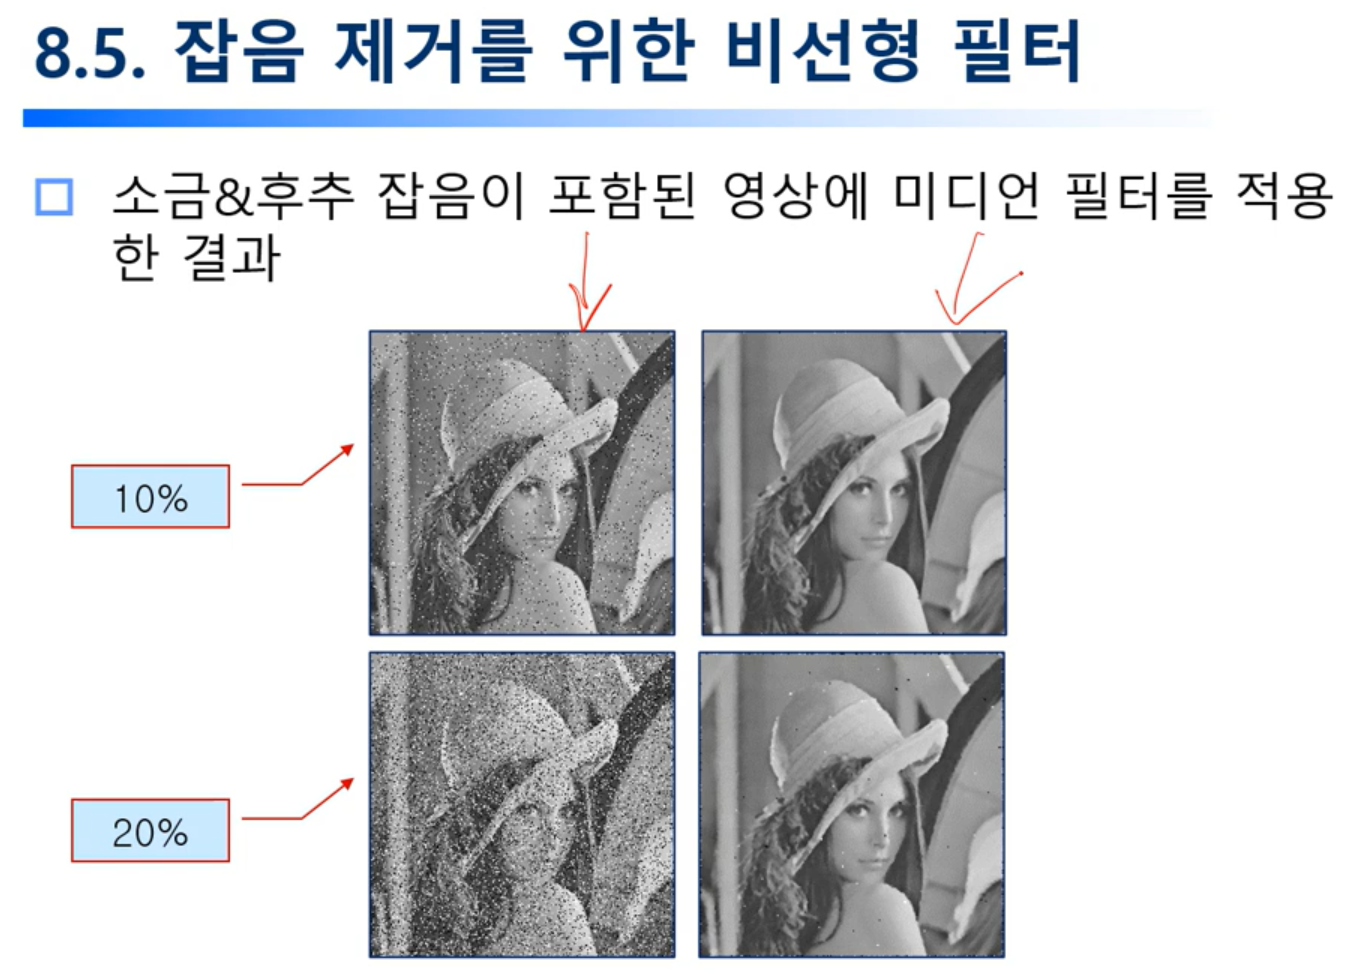 8.5. 잡음 제거를 위한 비선형 필터
소금&후추 잡음이 포함된 영상에 미디언 필터를 적용
한 결과
10%
20%